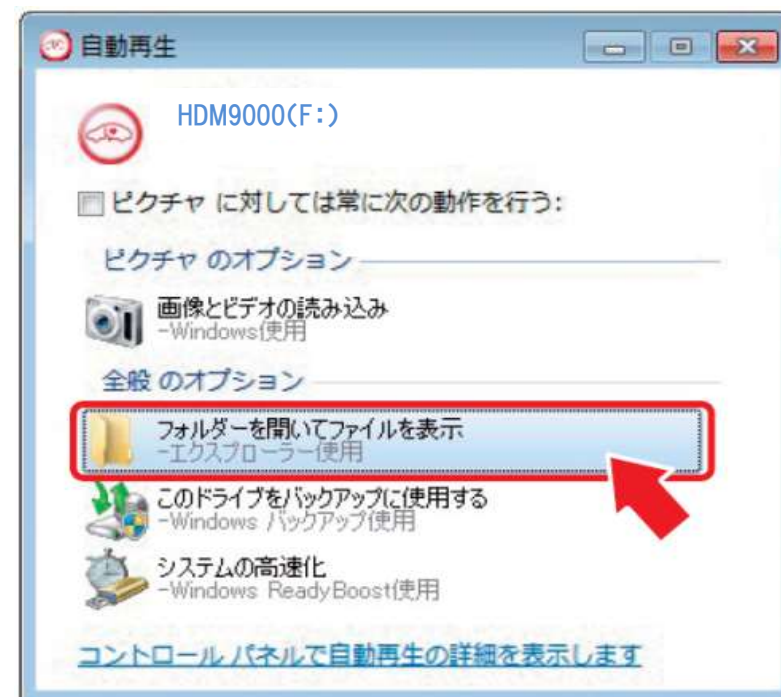 自動再生
HDM9000(F:)
ピクチャ に対しては常に次の動作を行う:
ピクチャ のオプション
画像とビデオの読み込み
-Windows使用
全般 のオプション
フォルダーを開いてファイルを表示
-エクスプローラー使用
このドライブをバックアップに使用する
-Windows バックアップ使用
システムの高速化
-Windows ReadyBoost使用
コントロール パネルで自動再生の詳細を表示します